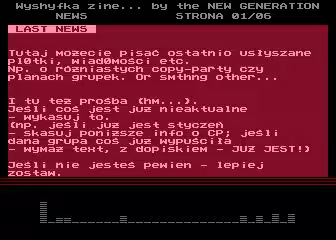 Wyshyfka zine... by the NEW GENERATION
NEWS STRONA 01/06
LAST NEWS
Tutaj możecie pisać ostatnio usłyszane
pl0tki, wiad0mości etc.
Np. o różniastych copy-party czy
planach grupek. Or smthng other...
I tu też prośba (hm...).
Jeśli coś jest już nieaktualne
- wykasuj to.
(np. jeśli już jest styczeń
- skasuj poniższe info o CP; jeśli
dana grupa coś już wypuściła
- wymaż text, z dopiskiem - JUŻ JEST!)
Jeśli nie jesteś pewien - lepiej
zostaw.